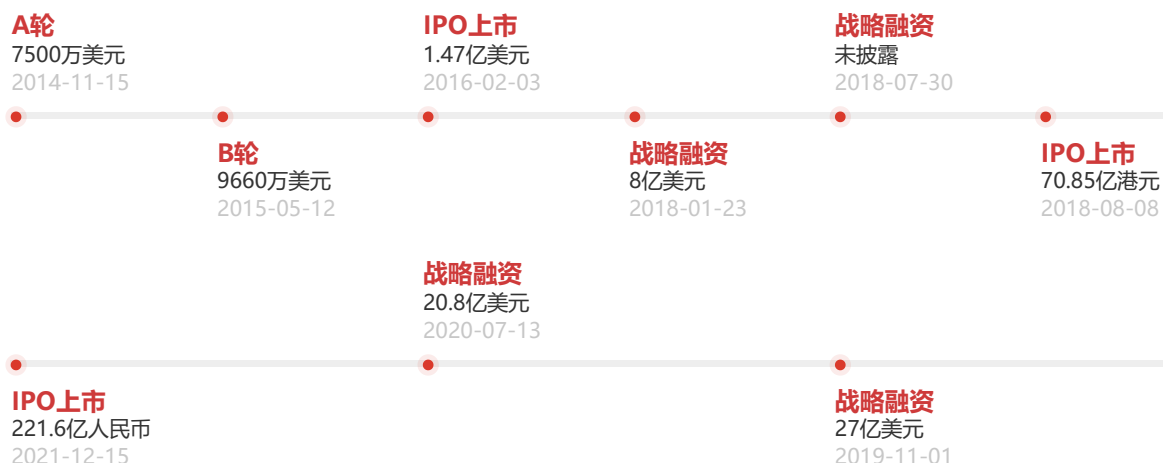 A轮
7500万美元
2014-11-15
IPO上市
1.47亿美元
2016-02-03
战略融资
未披露
2018-07-30
B轮
9660万美元
2015-05-12
战略融资
8亿美元
2018-01-23
IPO上市
70.85亿港元
2018-08-08
战略融资
20.8亿美元
2020-07-13
IPO上市
221.6亿人民币
2021-12-15
战略融资
27亿美元
2019-11-01